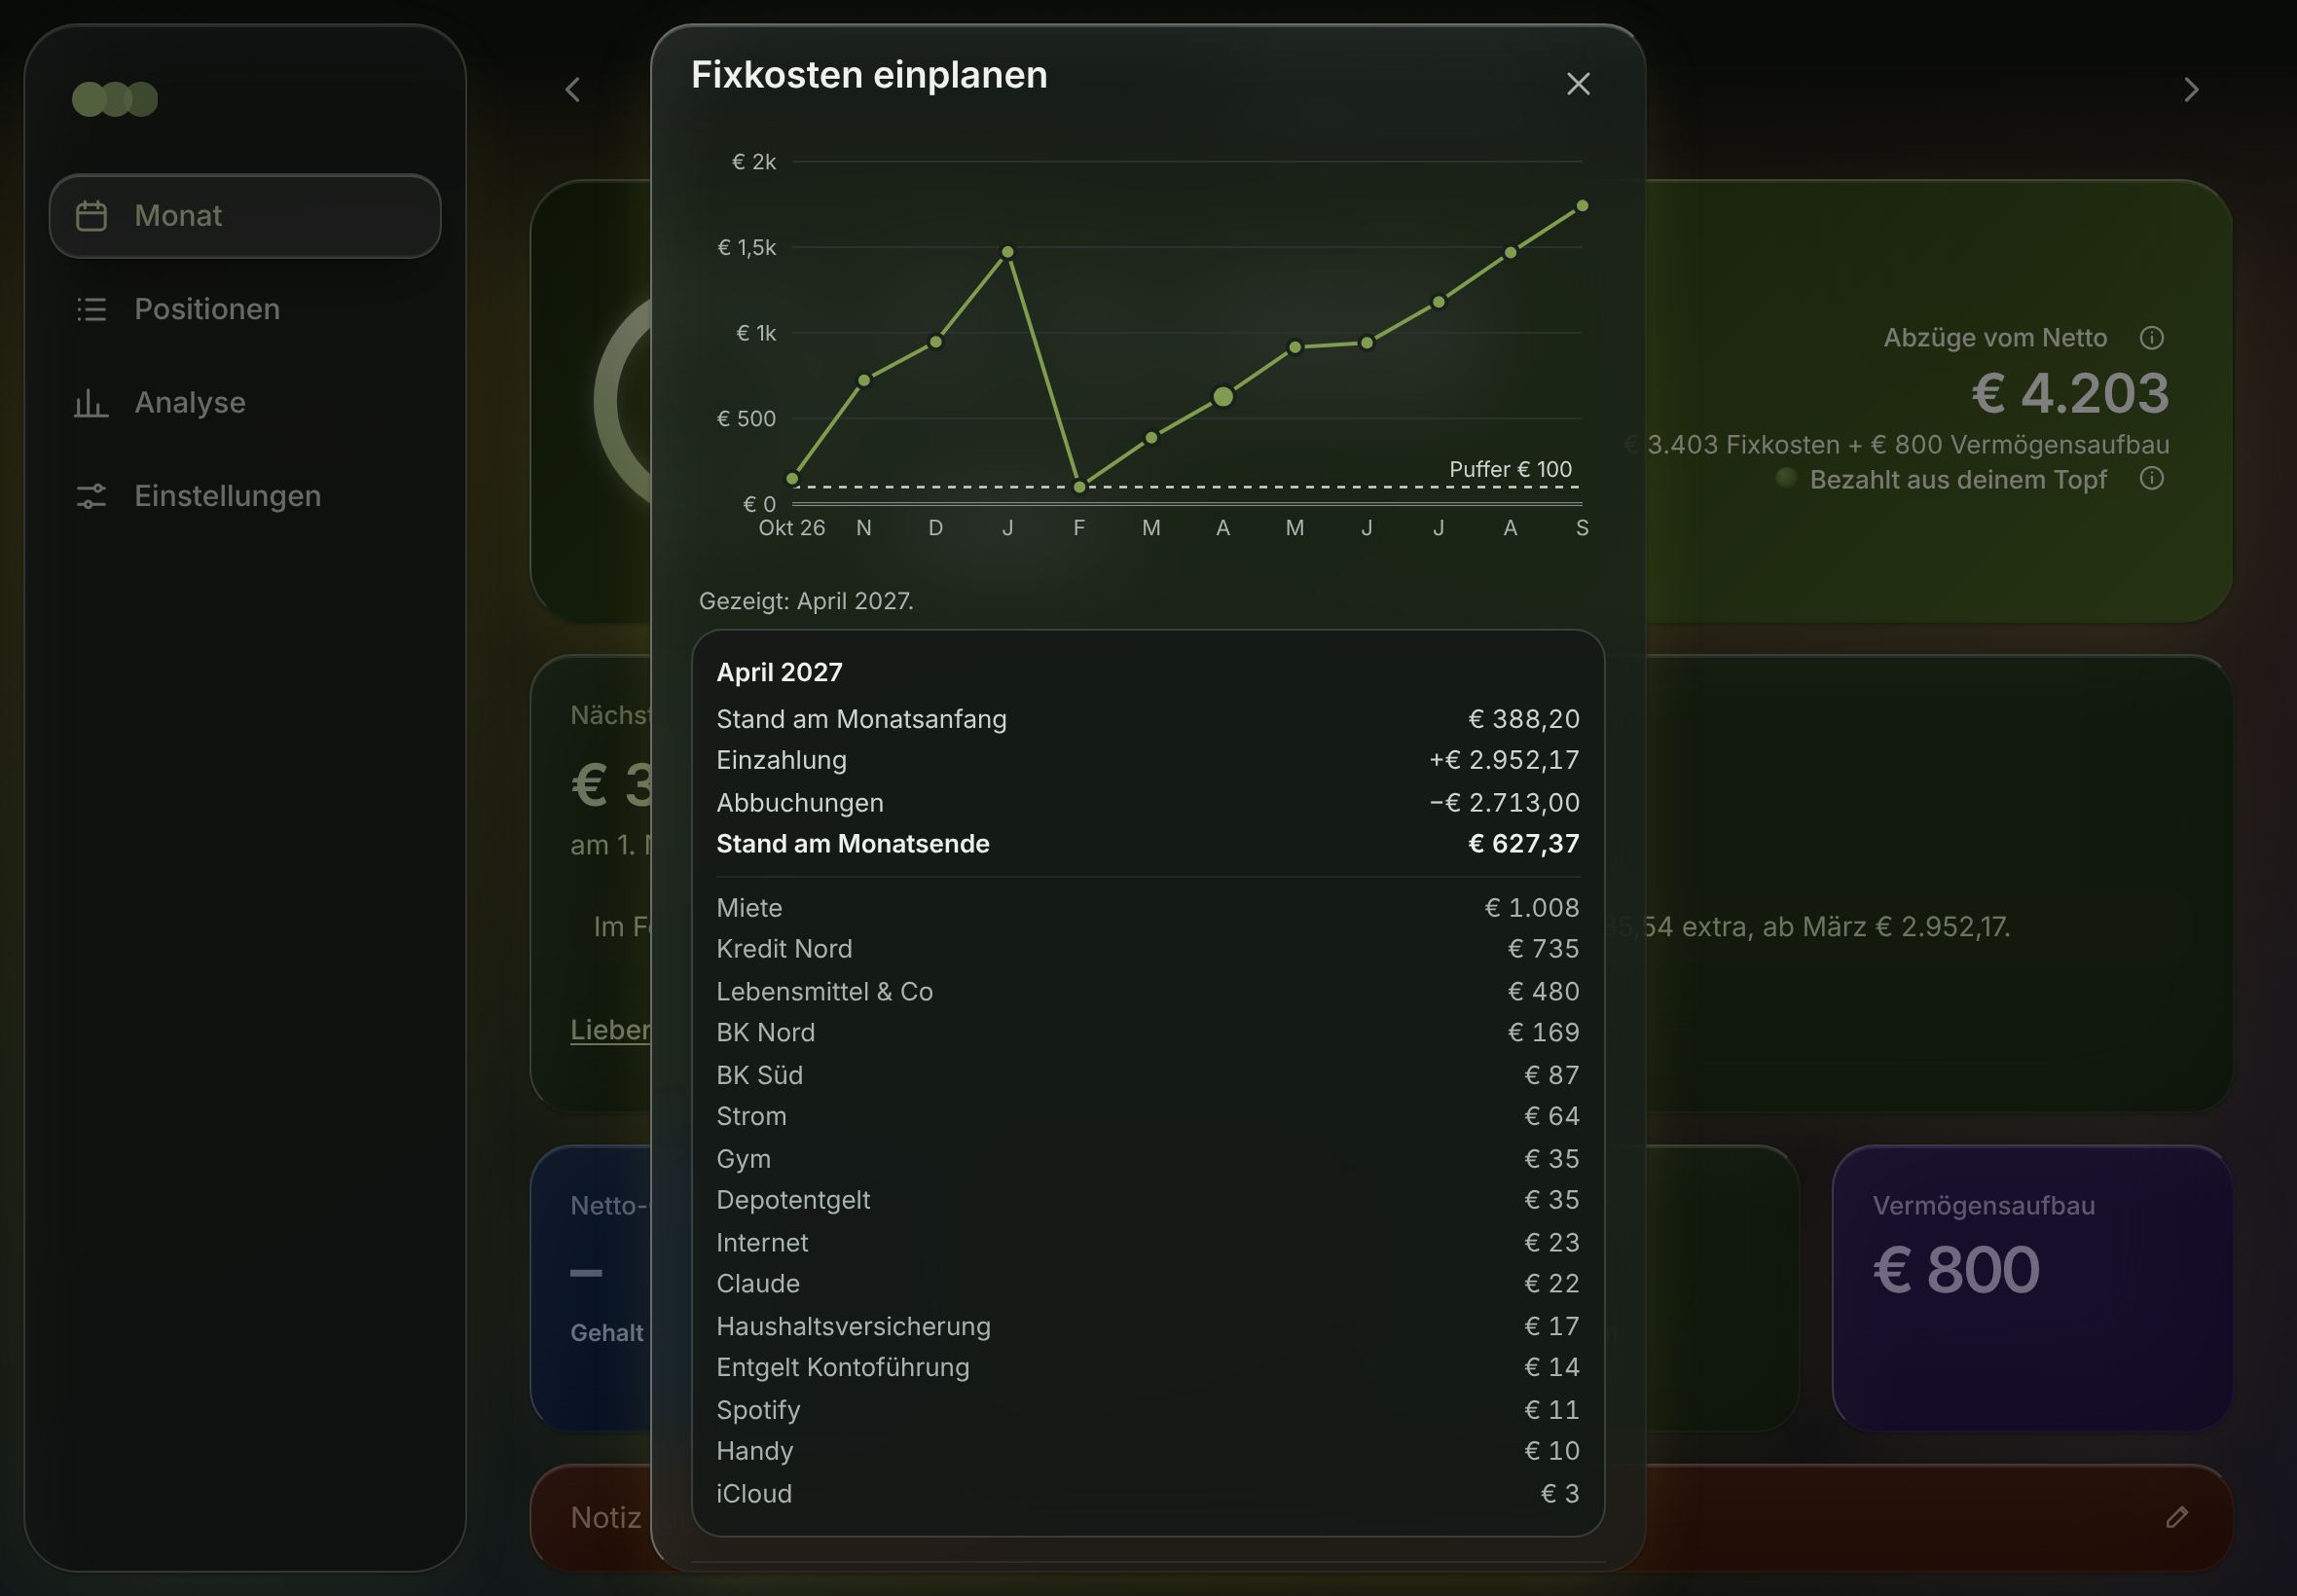 Monat
Positionen
Analyse
Einstellungen
Fixkosten einplanen
€ 2k
€ 1,5k
€ 1k
€ 500
€ 0
Puffer € 100
Okt 26 N D J F M A M J J A S
Gezeigt: April 2027.
April 2027
Stand am Monatsanfang € 388,20
Einzahlung +€ 2.952,17
Abbuchungen −€ 2.713,00
Stand am Monatsende € 627,37
Miete € 1.008
Kredit Nord € 735
Lebensmittel & Co € 480
BK Nord € 169
BK Süd € 87
Strom € 64
Gym € 35
Depotentgelt € 35
Internet € 23
Claude € 22
Haushaltsversicherung € 17
Entgelt Kontoführung € 14
Spotify € 11
Handy € 10
iCloud € 3
Abzüge vom Netto
€ 4.203
€ 3.403 Fixkosten + € 800 Vermögensaufbau
Bezahlt aus deinem Topf
€ 3
am 1.
Im
extra, ab März € 2.952,17.
Netto-
–
Gehalt
Vermögensaufbau
€ 800
Notiz